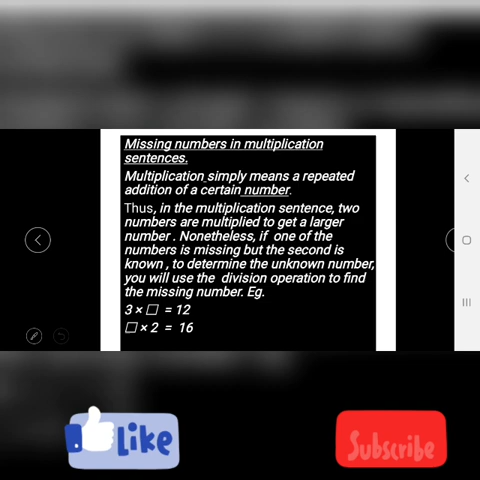 Missing numbers in multiplication
sentences.
Multiplication simply means a repeated
addition of a certain number.
Thus, in the multiplication sentence, two
numbers are multiplied to get a larger
number . Nonetheless, if one of the
numbers is missing but the second is
known , to determine the unknown number,
you will use the division operation to find
the missing number. Eg.
3 × □ = 12
□ × 2 = 16
Like
Subscribe